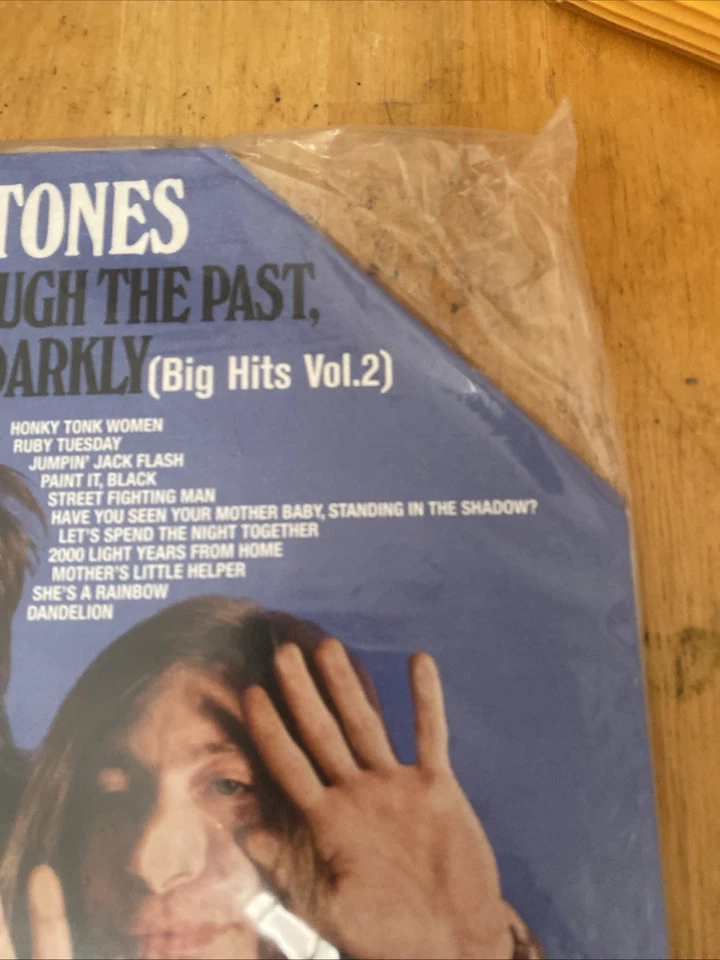 TONES
UGH THE PAST,
DARKLY (Big Hits Vol.2)
HONKY TONK WOMEN
RUBY TUESDAY
JUMPIN' JACK FLASH
PAINT IT, BLACK
STREET FIGHTING MAN
HAVE YOU SEEN YOUR MOTHER BABY, STANDING IN THE SHADOW?
LET'S SPEND THE NIGHT TOGETHER
2000 LIGHT YEARS FROM HOME
MOTHER'S LITTLE HELPER
SHE'S A RAINBOW
DANDELION